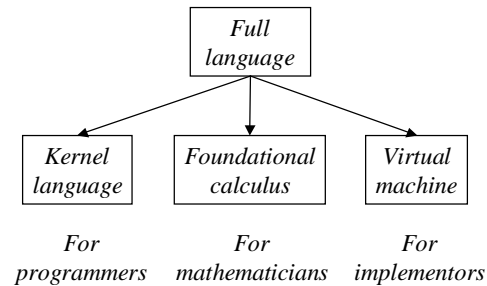 Full
language
Kernel
language
Foundational
calculus
Virtual
machine
For
programmers
For
mathematicians
For
implementors